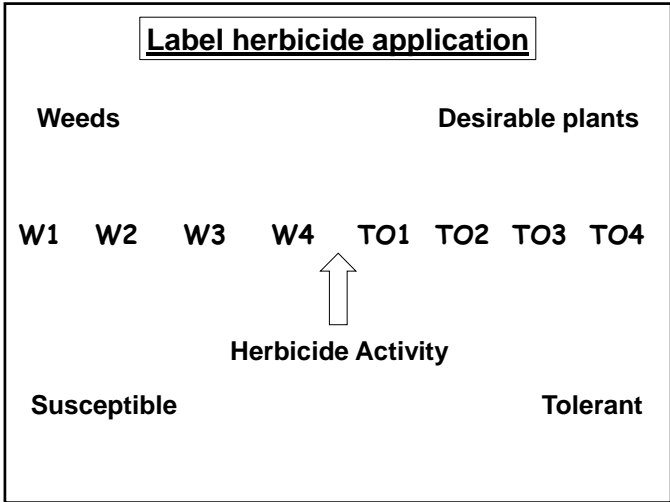 Label herbicide application
Weeds Desirable plants
W1 W2 W3 W4 TO1 TO2 TO3 TO4
Herbicide Activity
Susceptible Tolerant